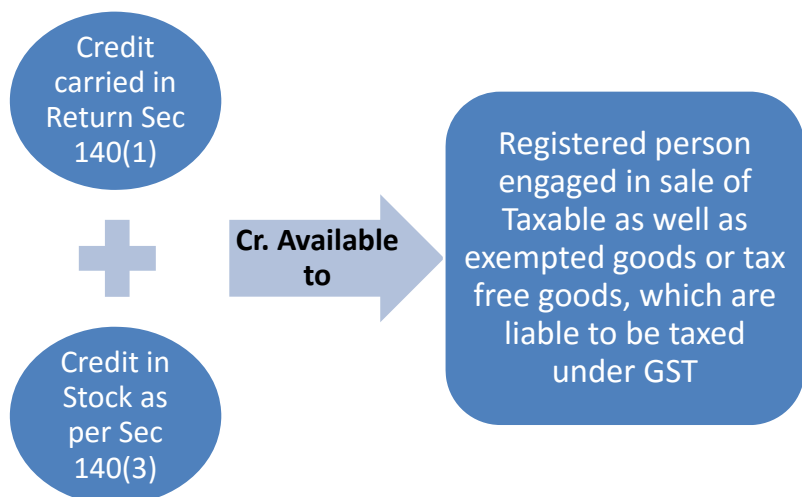 Credit
carried in
Return Sec
140(1)
Cr. Available
to
Credit in
Stock as
per Sec
140(3)
Registered person
engaged in sale of
Taxable as well as
exempted goods or tax
free goods, which are
liable to be taxed
under GST